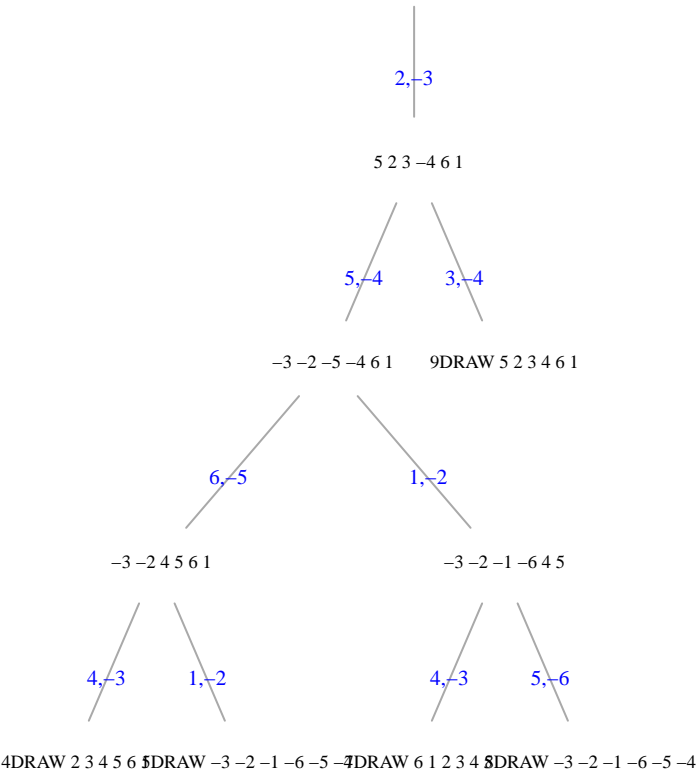 2,–3
5 2 3 –4 6 1
5,–4 3,–4
–3 –2 –5 –4 6 1 9DRAW 5 2 3 4 6 1
6,–5 1,–2
–3 –2 4 5 6 1 –3 –2 –1 –6 4 5
4,–3 1,–2 4,–3 5,–6
4DRAW 2 3 4 5 6 DRAW –3 –2 –1 –6 –5 DRAW 6 1 2 3 4 DRAW –3 –2 –1 –6 –5 –4